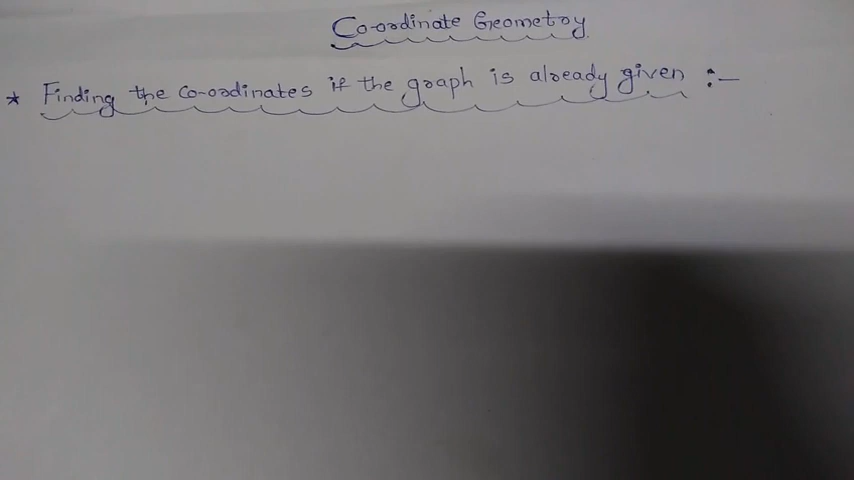 Co-ordinate Geometry
* Finding the co-ordinates if the graph is already given :-